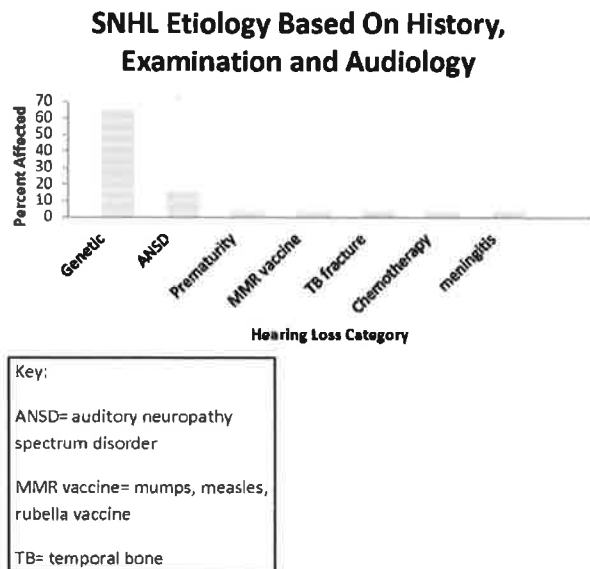 SNHL Etiology Based On History,
Examination and Audiology
Percent Affected
70
60
50
40
30
20
10
0
Genetic
ANSD
Prematurity
MMR vaccine
TB fracture
Chemotherapy
meningitis
Hearing Loss Category
Key:
ANSD= auditory neuropathy
spectrum disorder
MMR vaccine= mumps, measles,
rubella vaccine
TB= temporal bone